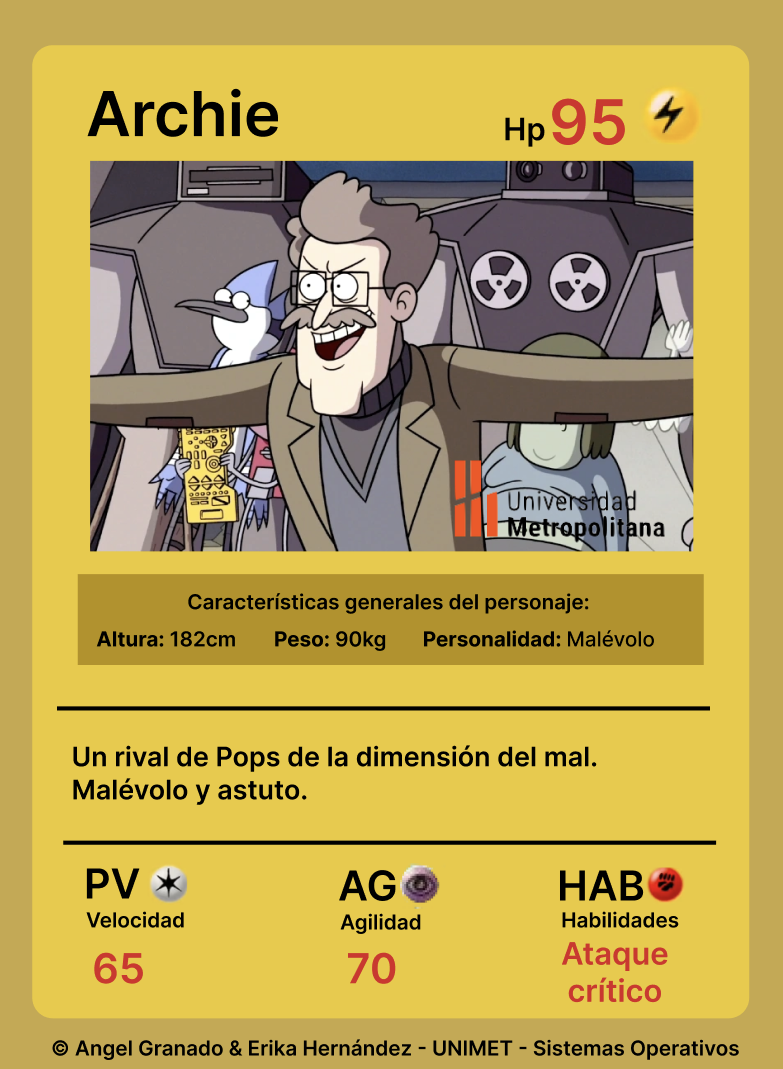 Archie
Hp 95
Universidad
Metropolitana
Características generales del personaje:
Altura: 182cm Peso: 90kg Personalidad: Malévolo
Un rival de Pops de la dimensión del mal.
Malévolo y astuto.
PV AG HAB
Velocidad Agilidad Habilidades
65 70 Ataque
crítico
© Angel Granado & Erika Hernández - UNIMET - Sistemas Operativos